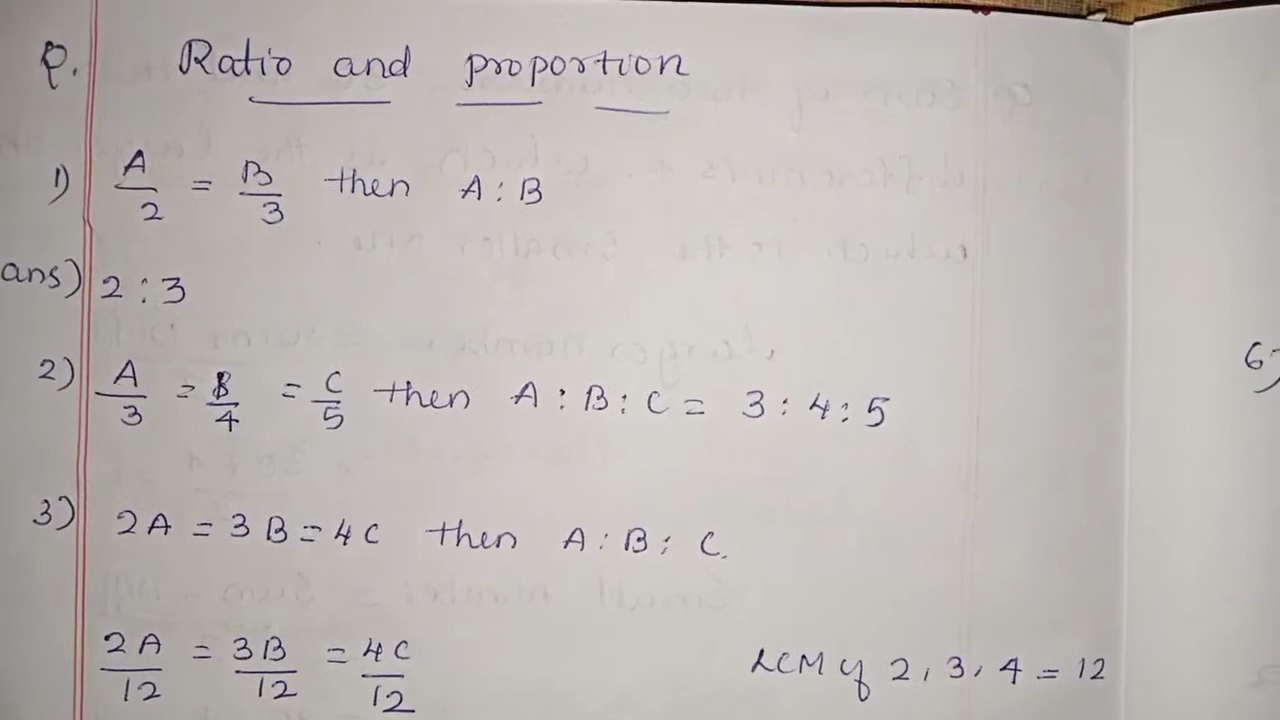 Q. Ratio and proportion
1) A/2 = B/3 then A : B
ans) 2 : 3
2) A/3 = B/4 = C/5 then A : B : C = 3 : 4 : 5
3) 2A = 3B = 4C then A : B : C.
2A/12 = 3B/12 = 4C/12 LCM of 2, 3, 4 = 12
6)